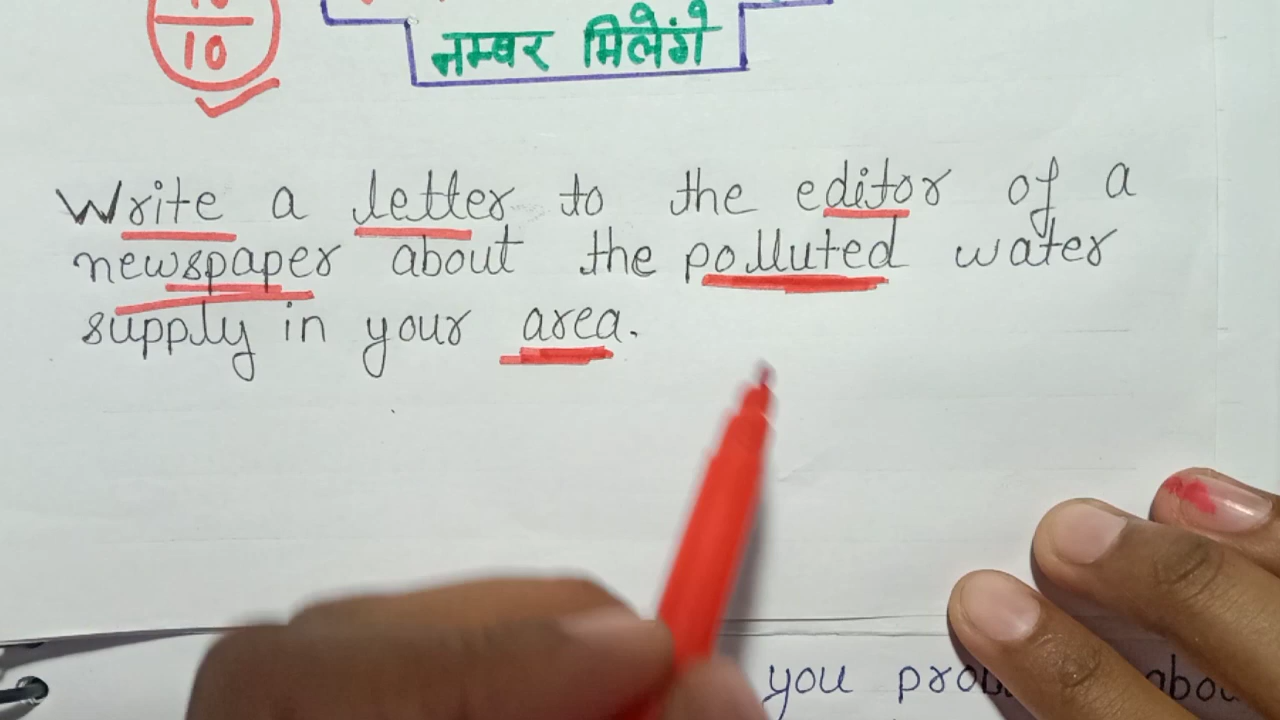 10
नम्बर मिलेंगे
Write a letter to the editor of a
newspaper about the polluted water
supply in your area.
you